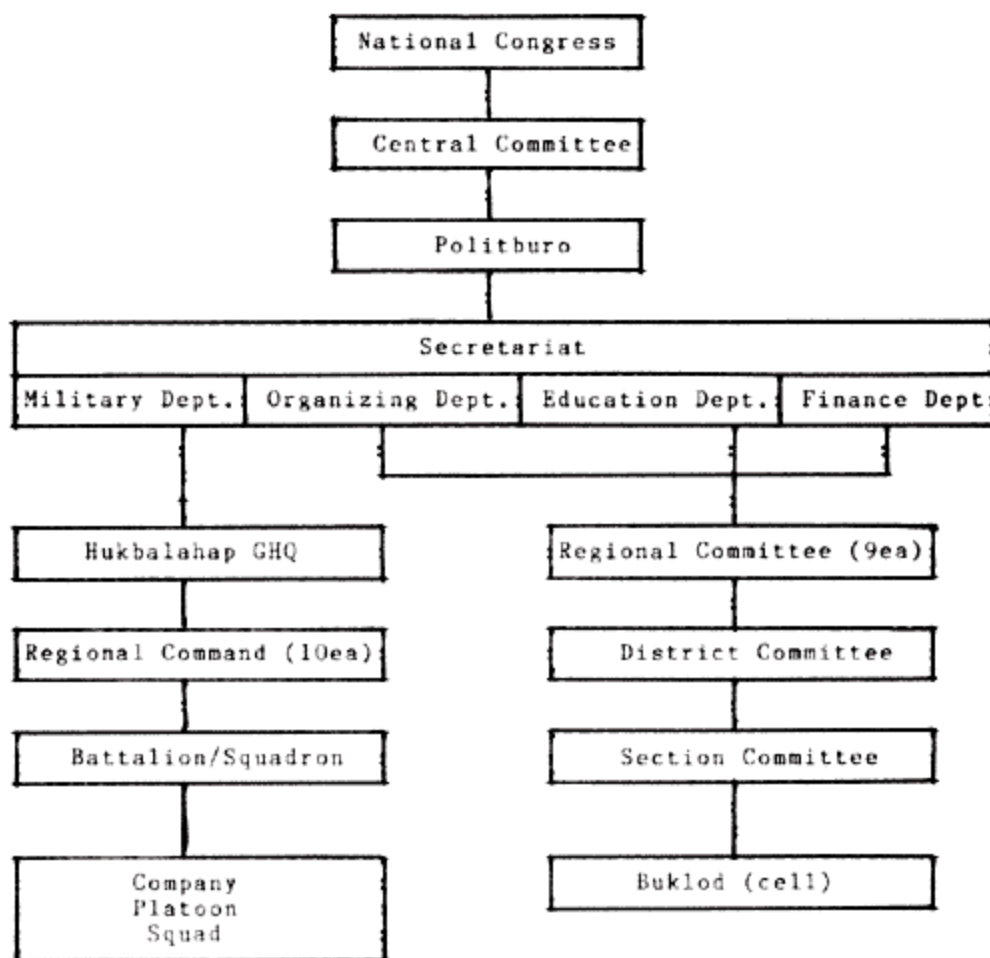 National Congress
Central Committee
Politburo
Secretariat
Military Dept. Organizing Dept. Education Dept. Finance Dept.
Hukbalahap GHQ
Regional Committee (9ea)
Regional Command (10ea)
District Committee
Battalion/Squadron
Section Committee
Company
Platoon
Squad
Buklod (cell)